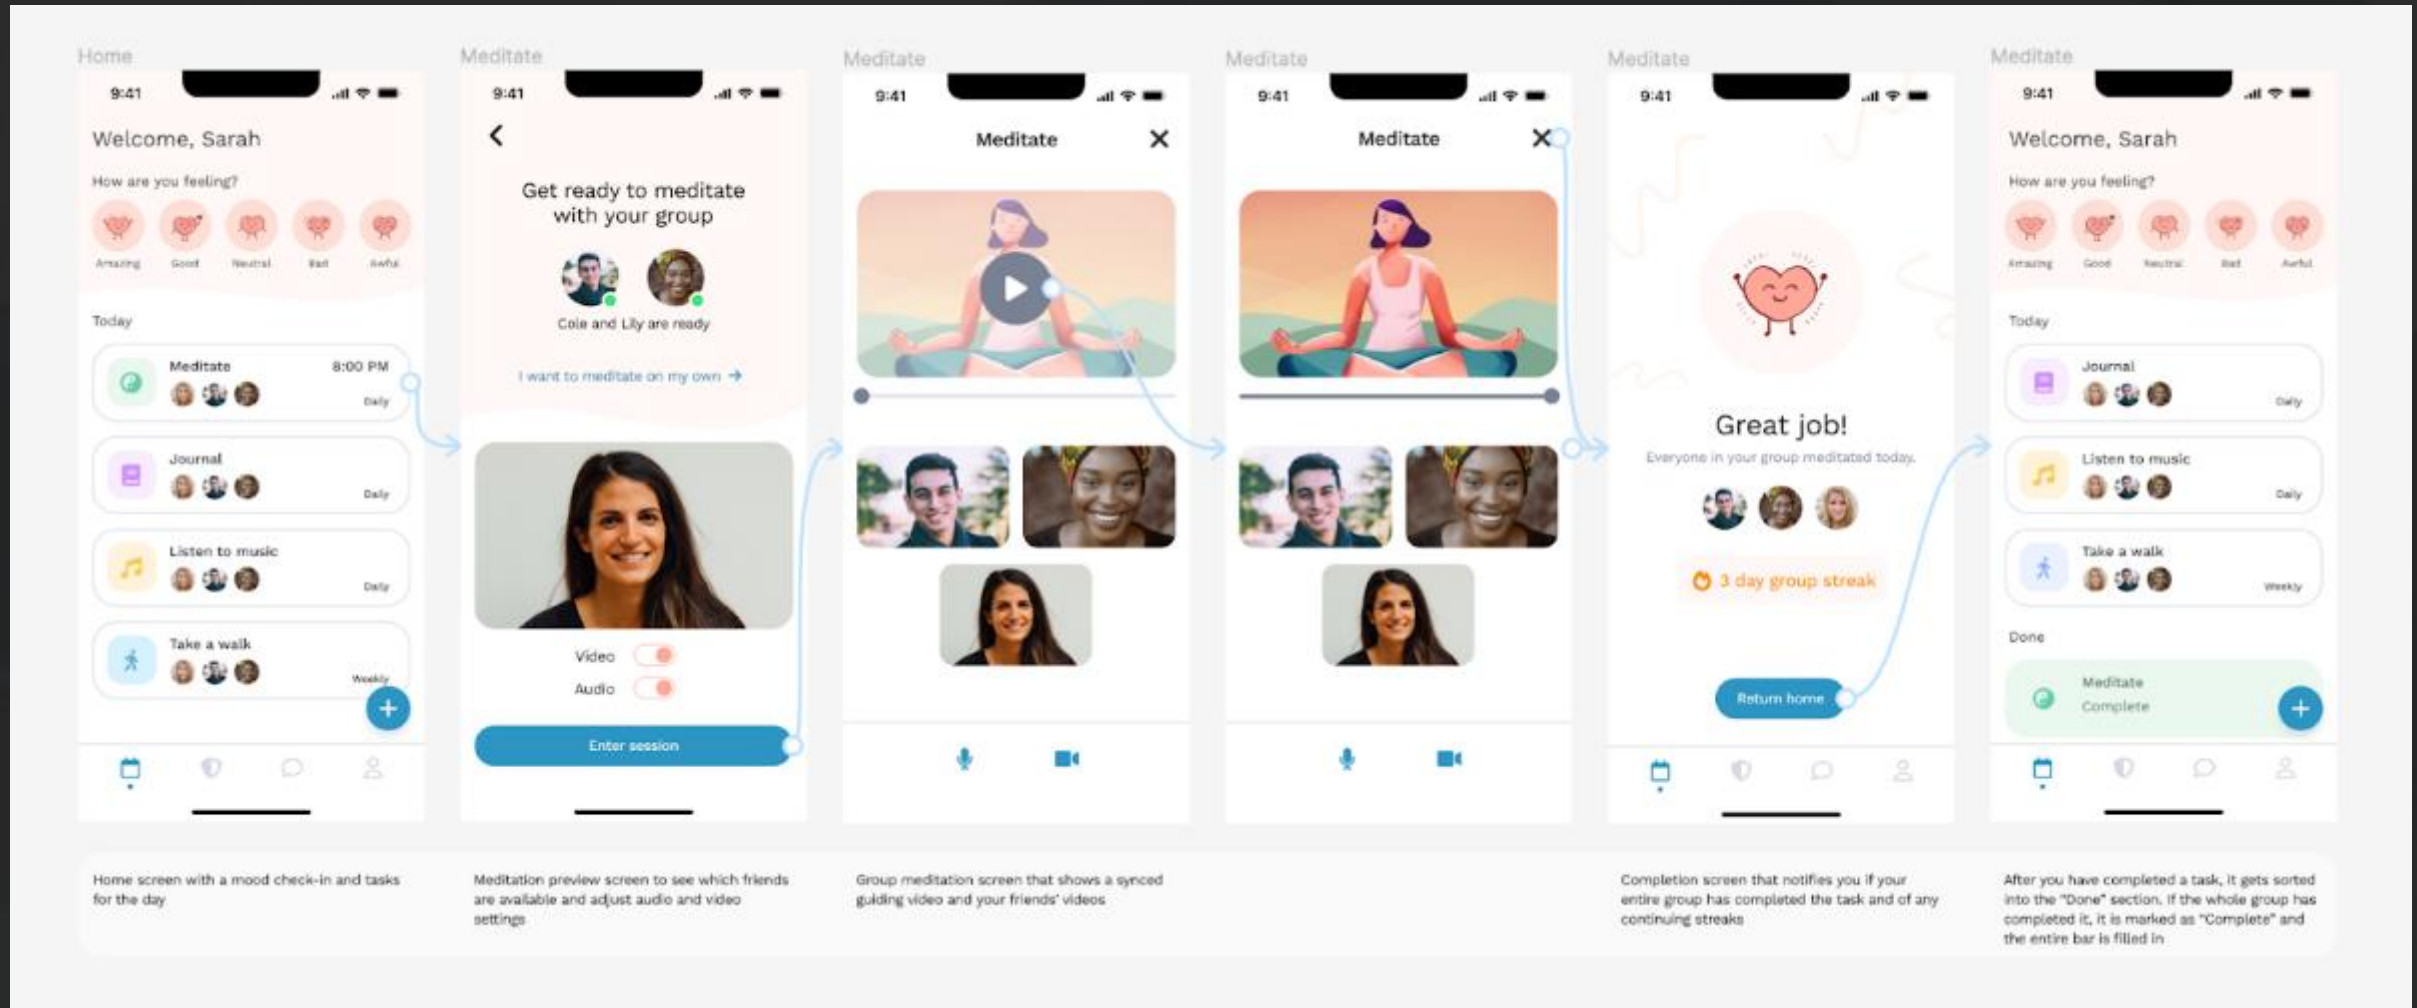 Home
9:41
Welcome, Sarah
How are you feeling?
Amazing Good Neutral Bad Awful
Today
Meditate 8:00 PM
Daily
Journal
Daily
Listen to music
Daily
Take a walk
Weekly
Home screen with a mood check-in and tasks
for the day
Meditate
9:41
Get ready to meditate
with your group
Cole and Lily are ready
I want to meditate on my own →
Video
Audio
Enter session
Meditation preview screen to see which friends
are available and adjust audio and video
settings
Meditate
9:41
Meditate
Group meditation screen that shows a synced
guiding video and your friends' videos
Meditate
9:41
Meditate
Meditate
9:41
Great job!
Everyone in your group meditated today.
3 day group streak
Return home
Completion screen that notifies you if your
entire group has completed the task and of any
continuing streaks
Meditate
9:41
Welcome, Sarah
How are you feeling?
Amazing Good Neutral Bad Awful
Today
Journal
Daily
Listen to music
Daily
Take a walk
Weekly
Done
Meditate
Complete
After you have completed a task, it gets sorted
into the "Done" section. If the whole group has
completed it, it is marked as "Complete" and
the entire bar is filled in